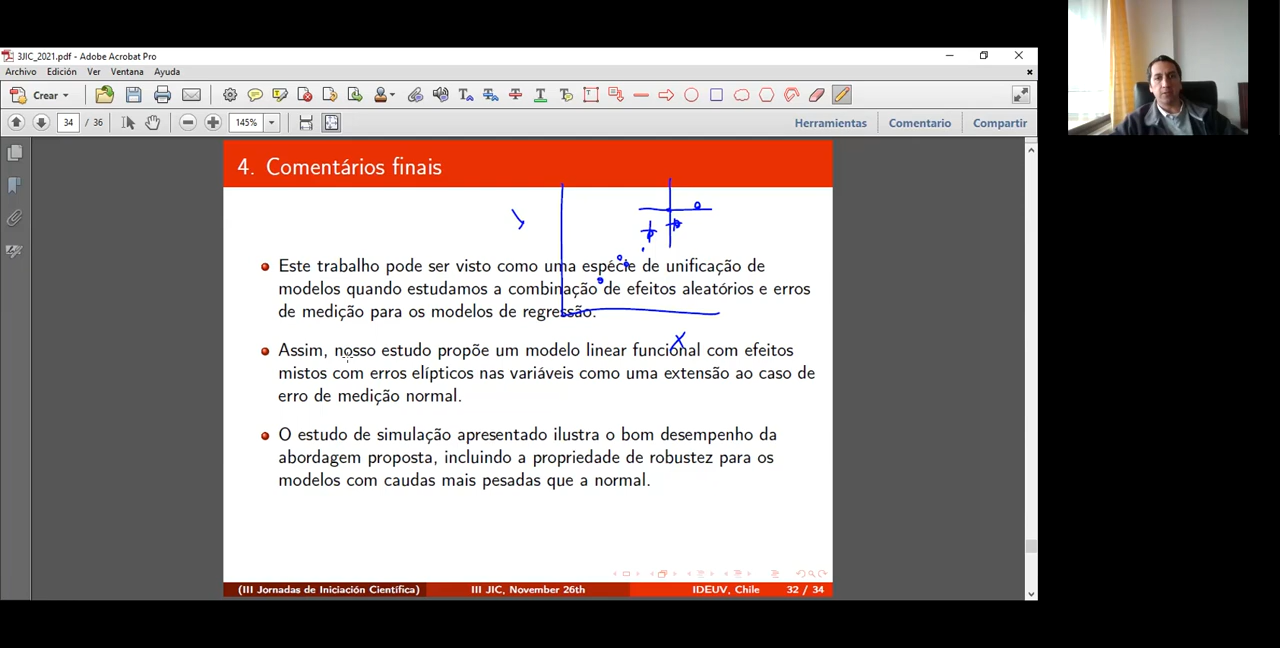 3JIC_2021.pdf - Adobe Acrobat Pro
Archivo Edición Ver Ventana Ayuda
Crear
34 / 36 145% Herramientas Comentario Compartir
4. Comentários finais
Y
Este trabalho pode ser visto como uma espécie de unificação de
modelos quando estudamos a combinação de efeitos aleatórios e erros
de medição para os modelos de regressão.
X
Assim, nosso estudo propõe um modelo linear funcional com efeitos
mistos com erros elípticos nas variáveis como uma extensão ao caso de
erro de medição normal.
O estudo de simulação apresentado ilustra o bom desempenho da
abordagem proposta, incluindo a propriedade de robustez para os
modelos com caudas mais pesadas que a normal.
(III Jornadas de Iniciación Científica) III JIC, November 26th IDEUV, Chile 32 / 34